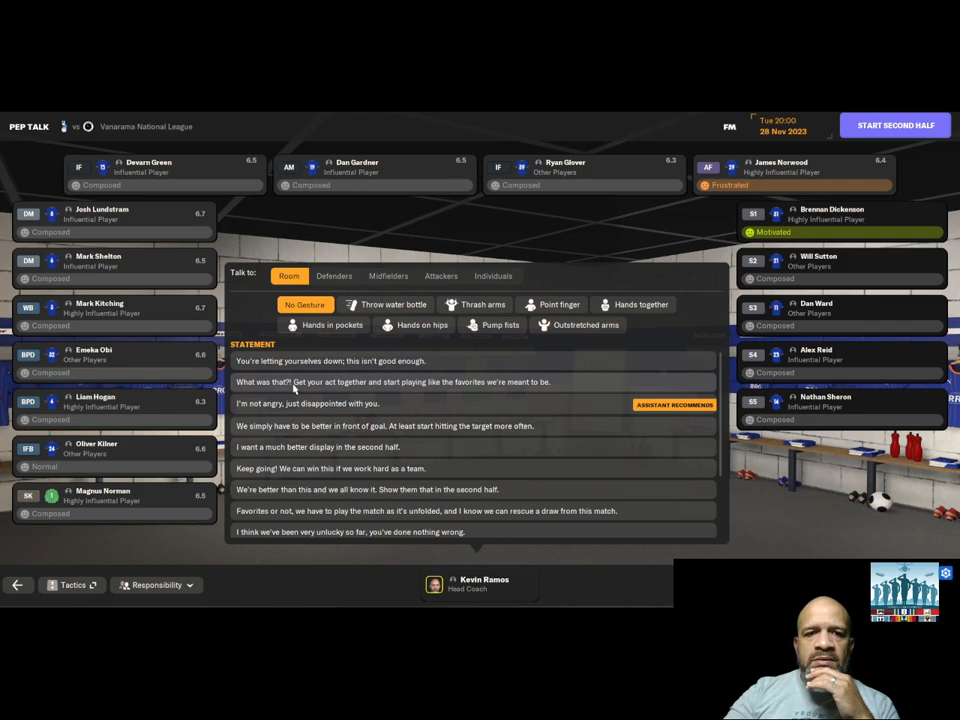 PEP TALK
vs
Vanarama National League
FM
Tue 20:00
28 Nov 2023
START SECOND HALF
IF
15
Devarn Green
Influential Player
6.5
Composed
AM
19
Dan Gardner
Influential Player
6.5
Composed
IF
Ryan Glover
Other Players
6.3
Composed
AF
29
James Norwood
Highly Influential Player
6.4
Frustrated
DM
Josh Lundstram
Influential Player
6.7
Composed
DM
Mark Shelton
Influential Player
6.5
Composed
WB
Mark Kitching
Highly Influential Player
6.7
Composed
BPD
Emeka Obi
Other Players
6.6
Composed
BPD
Liam Hogan
Highly Influential Player
6.3
Composed
IFB
Oliver Kilner
Other Players
6.6
Normal
SK
1
Magnus Norman
Highly Influential Player
6.5
Composed
S1
Brennan Dickenson
Highly Influential Player
Motivated
S2
Will Sutton
Other Players
Composed
S3
Dan Ward
Other Players
Composed
S4
Alex Reid
Influential Player
Composed
S5
Nathan Sheron
Influential Player
Composed
Talk to:
Room
Defenders
Midfielders
Attackers
Individuals
No Gesture
Throw water bottle
Thrash arms
Point finger
Hands together
Hands in pockets
Hands on hips
Pump fists
Outstretched arms
STATEMENT
You're letting yourselves down; this isn't good enough.
What was that?! Get your act together and start playing like the favorites we're meant to be.
I'm not angry, just disappointed with you.
ASSISTANT RECOMMENDS
We simply have to be better in front of goal. At least start hitting the target more often.
I want a much better display in the second half.
Keep going! We can win this if we work hard as a team.
We're better than this and we all know it. Show them that in the second half.
Favorites or not, we have to play the match as it's unfolded, and I know we can rescue a draw from this match.
I think we've been very unlucky so far, you've done nothing wrong.
Tactics
Responsibility
Kevin Ramos
Head Coach